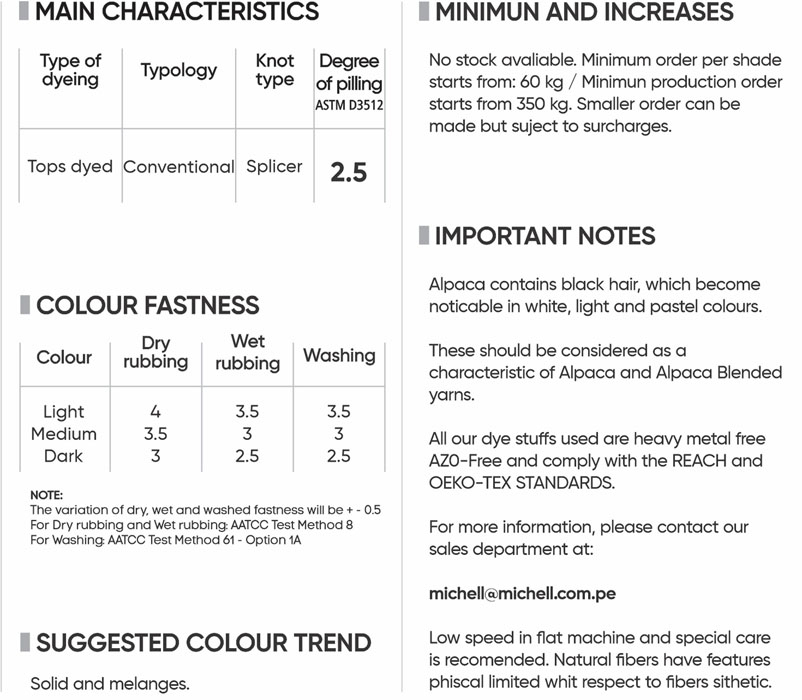 MAIN CHARACTERISTICS
Type of dyeing Typology Knot type Degree of pilling ASTM D3512
Tops dyed Conventional Splicer 2.5
COLOUR FASTNESS
Colour Dry rubbing Wet rubbing Washing
Light 4 3.5 3.5
Medium 3.5 3 3
Dark 3 2.5 2.5
NOTE:
The variation of dry, wet and washed fastness will be + - 0.5
For Dry rubbing and Wet rubbing: AATCC Test Method 8
For Washing: AATCC Test Method 61 - Option 1A
SUGGESTED COLOUR TREND
Solid and melanges.
MINIMUN AND INCREASES
No stock avaliable. Minimum order per shade
starts from: 60 kg / Minimun production order
starts from 350 kg. Smaller order can be
made but suject to surcharges.
IMPORTANT NOTES
Alpaca contains black hair, which become
noticable in white, light and pastel colours.
These should be considered as a
characteristic of Alpaca and Alpaca Blended
yarns.
All our dye stuffs used are heavy metal free
AZ0-Free and comply with the REACH and
OEKO-TEX STANDARDS.
For more information, please contact our
sales department at:
michell@michell.com.pe
Low speed in flat machine and special care
is recomended. Natural fibers have features
phiscal limited whit respect to fibers sithetic.